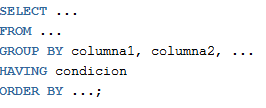 SELECT ...
FROM ...
GROUP BY columna1, columna2, ...
HAVING condicion
ORDER BY ...;